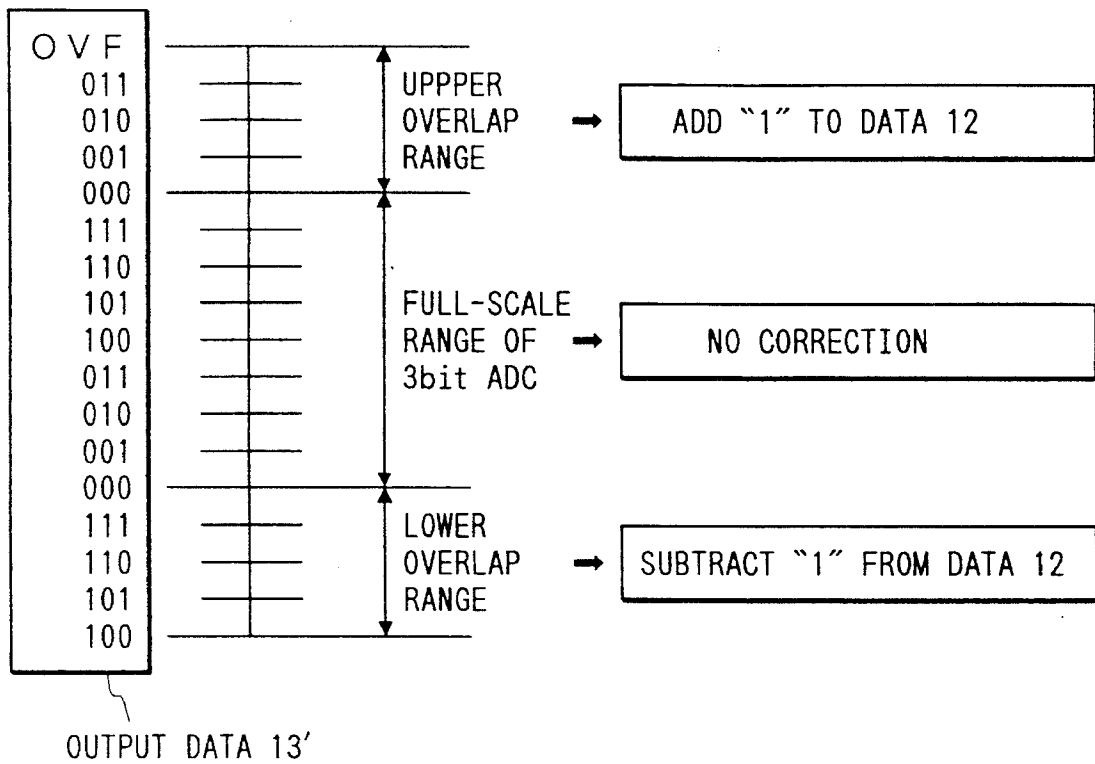 OVF
011
010
001
000
111
110
101
100
011
010
001
000
111
110
101
100
OUTPUT DATA 13′
UPPPER
OVERLAP
RANGE
ADD “1” TO DATA 12
FULL-SCALE
RANGE OF
3bit ADC
NO CORRECTION
LOWER
OVERLAP
RANGE
SUBTRACT “1” FROM DATA 12